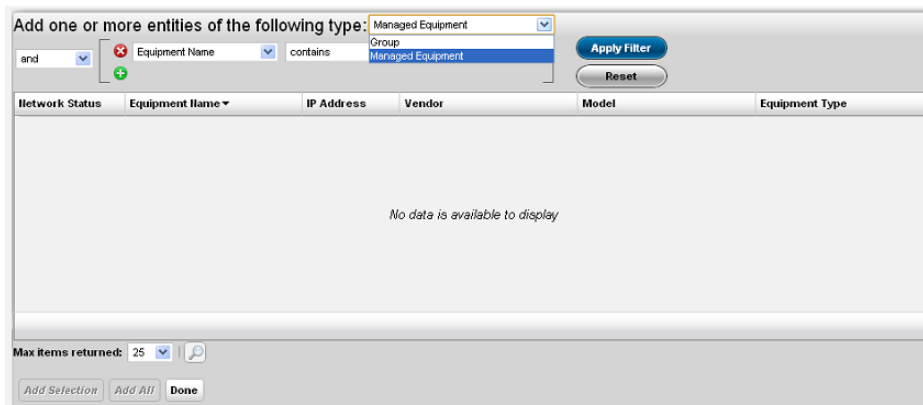 Add one or more entities of the following type: Managed Equipment
Group
Managed Equipment
and
Equipment Name
contains
Apply Filter
Reset
Network Status Equipment Name IP Address Vendor Model Equipment Type
No data is available to display
Max items returned: 25
Add Selection Add All Done